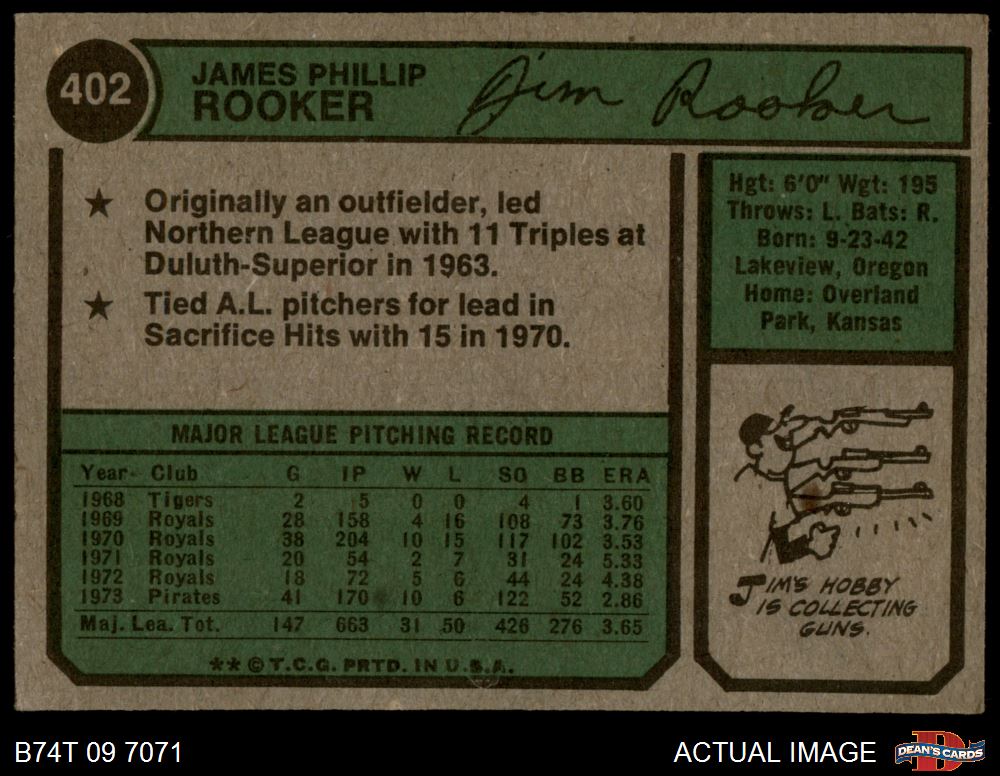 402
JAMES PHILLIP
ROOKER
Jim Rooker
★ Originally an outfielder, led
Northern League with 11 Triples at
Duluth-Superior in 1963.
★ Tied A.L. pitchers for lead in
Sacrifice Hits with 15 in 1970.
Hgt: 6'0" Wgt: 195
Throws: L. Bats: R.
Born: 9-23-42
Lakeview, Oregon
Home: Overland
Park, Kansas
MAJOR LEAGUE PITCHING RECORD
Year Club G IP W L SO BB ERA
1968 Tigers 2 5 0 0 4 1 3.60
1969 Royals 28 158 4 16 108 73 3.76
1970 Royals 38 204 10 15 117 102 3.53
1971 Royals 20 54 2 7 31 24 5.33
1972 Royals 18 72 5 6 44 24 4.38
1973 Pirates 41 170 10 6 122 52 2.86
Maj. Lea. Tot. 147 663 31 50 426 276 3.65
** © T.C.G. PRTD. IN U.S.A.
JIM'S HOBBY
IS COLLECTING
GUNS.
B74T 09 7071
ACTUAL IMAGE
DEAN'S CARDS